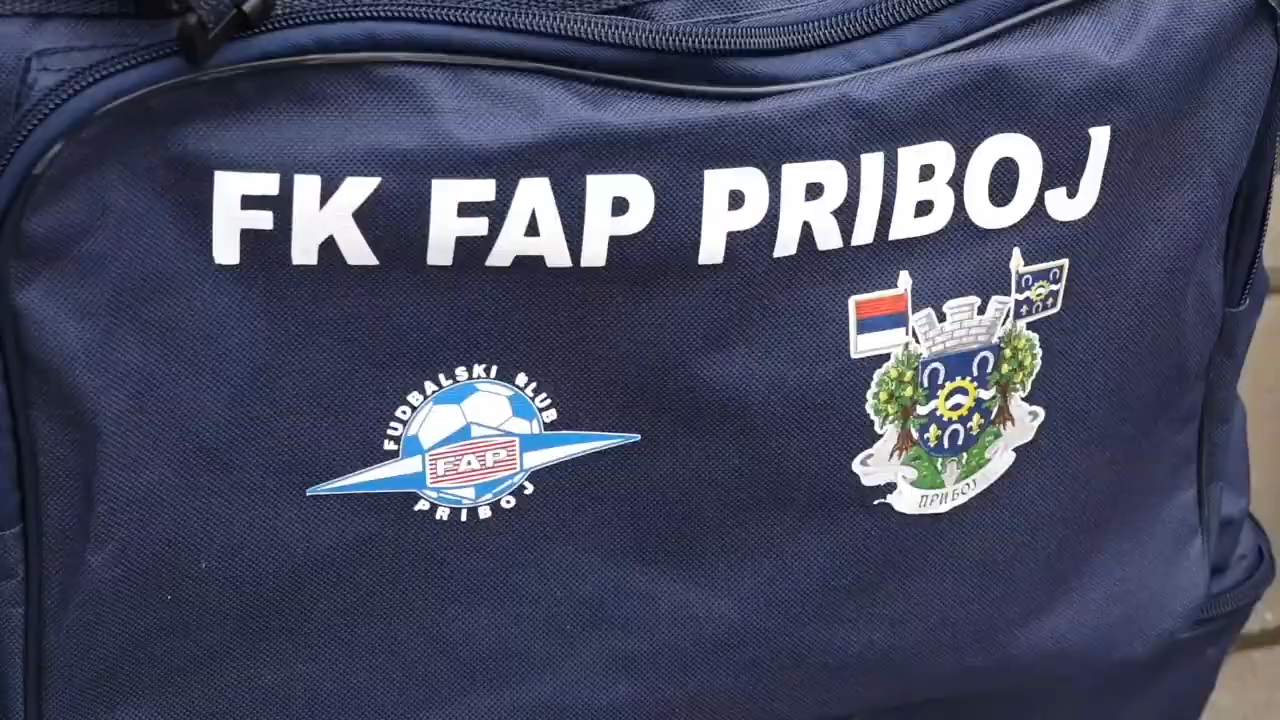 FK FAP PRIBOJ
FUDBALSKI KLUB
FAP
PRIBOJ
ПРИБОЈ